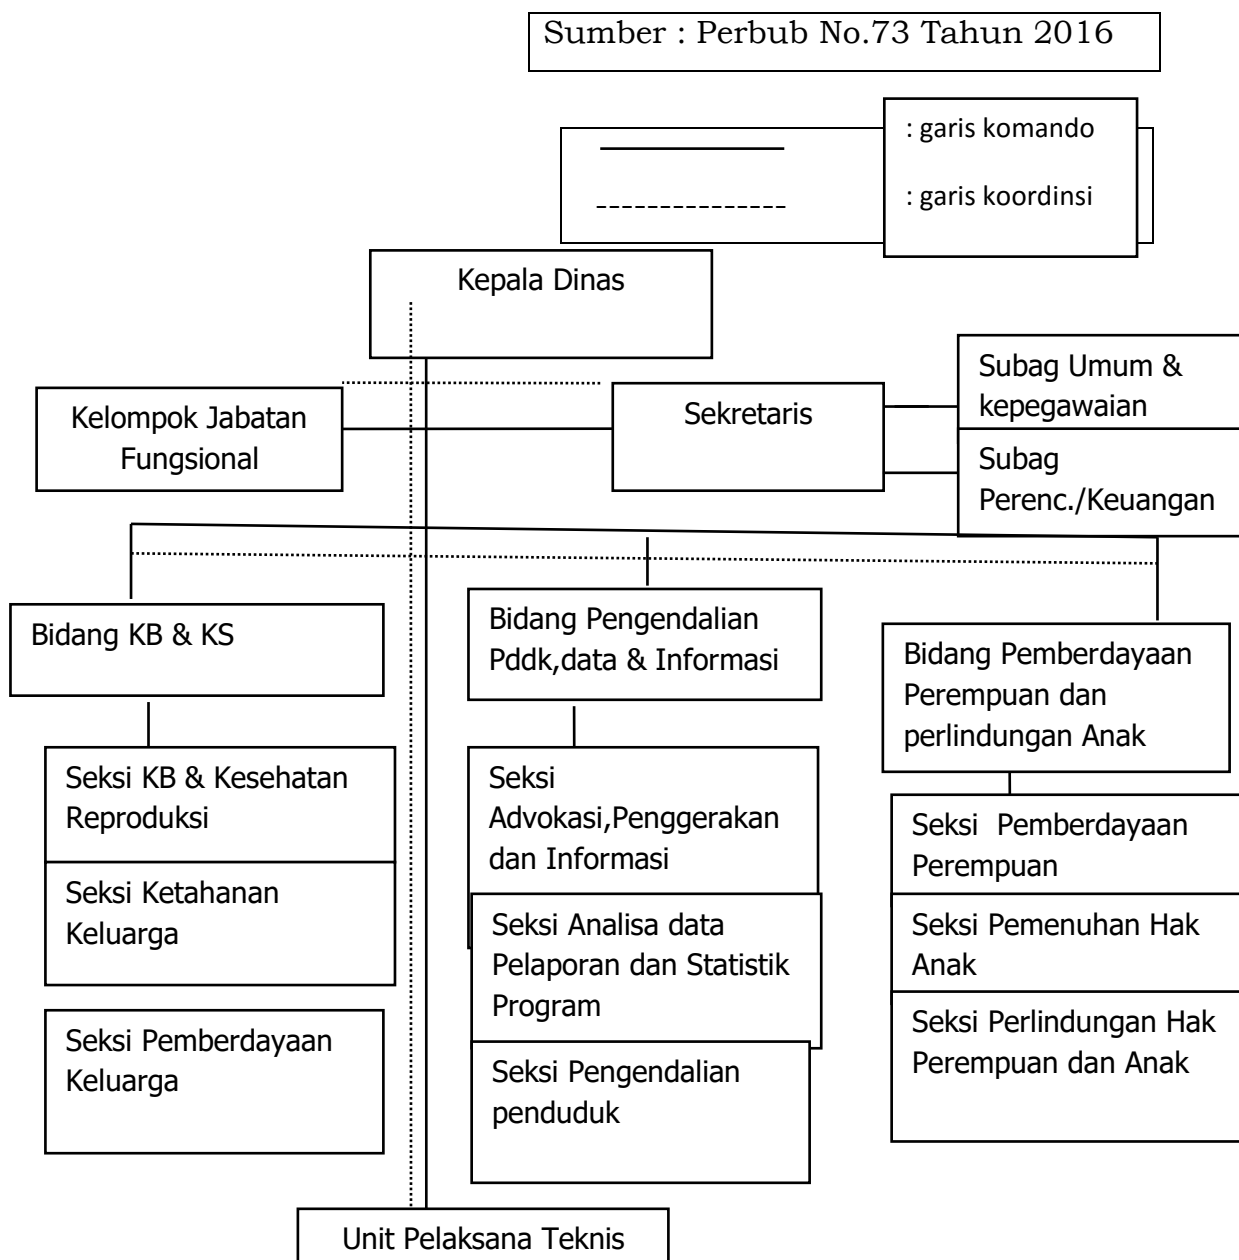 Sumber : Perbub No.73 Tahun 2016
: garis komando
: garis koordinsi
Kepala Dinas
Kelompok Jabatan
Fungsional
Sekretaris
Subag Umum &
kepegawaian
Subag
Perenc./Keuangan
Bidang KB & KS
Bidang Pengendalian
Pddk,data & Informasi
Bidang Pemberdayaan
Perempuan dan
perlindungan Anak
Seksi KB & Kesehatan
Reproduksi
Seksi Ketahanan
Keluarga
Seksi Pemberdayaan
Keluarga
Seksi
Advokasi,Penggerakan
dan Informasi
Seksi Analisa data
Pelaporan dan Statistik
Program
Seksi Pengendalian
penduduk
Seksi  Pemberdayaan
Perempuan
Seksi Pemenuhan Hak
Anak
Seksi Perlindungan Hak
Perempuan dan Anak
Unit Pelaksana Teknis